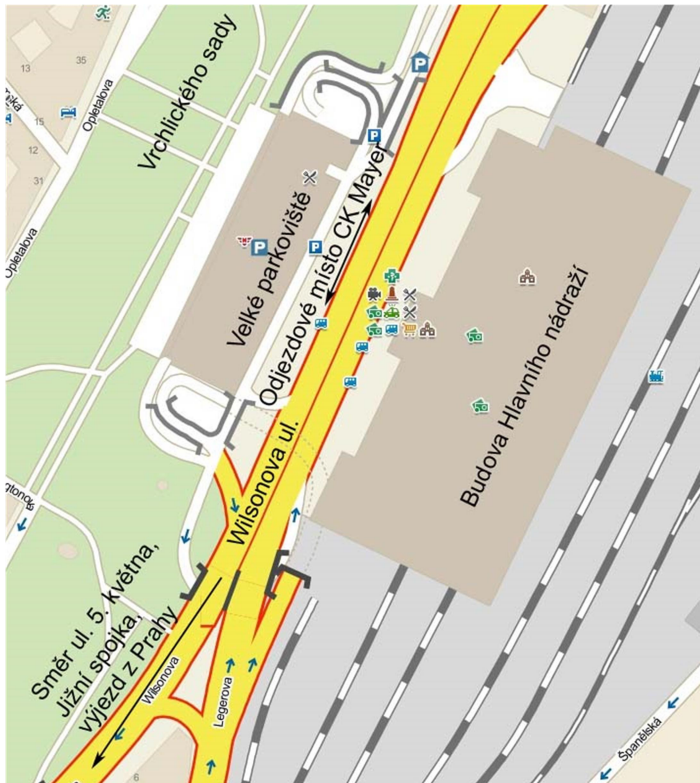 Vrchlického sady
Opletalova
Opletalova
13
35
15
12
31
P
P
P
P
Velké parkoviště
Odjezdové místo CK Mayer
Wilsonova ul.
Budova Hlavního nádraží
Směr ul. 5. května,
Jižní spojka,
výjezd z Prahy
Wilsonova
Legerova
Španělská
6